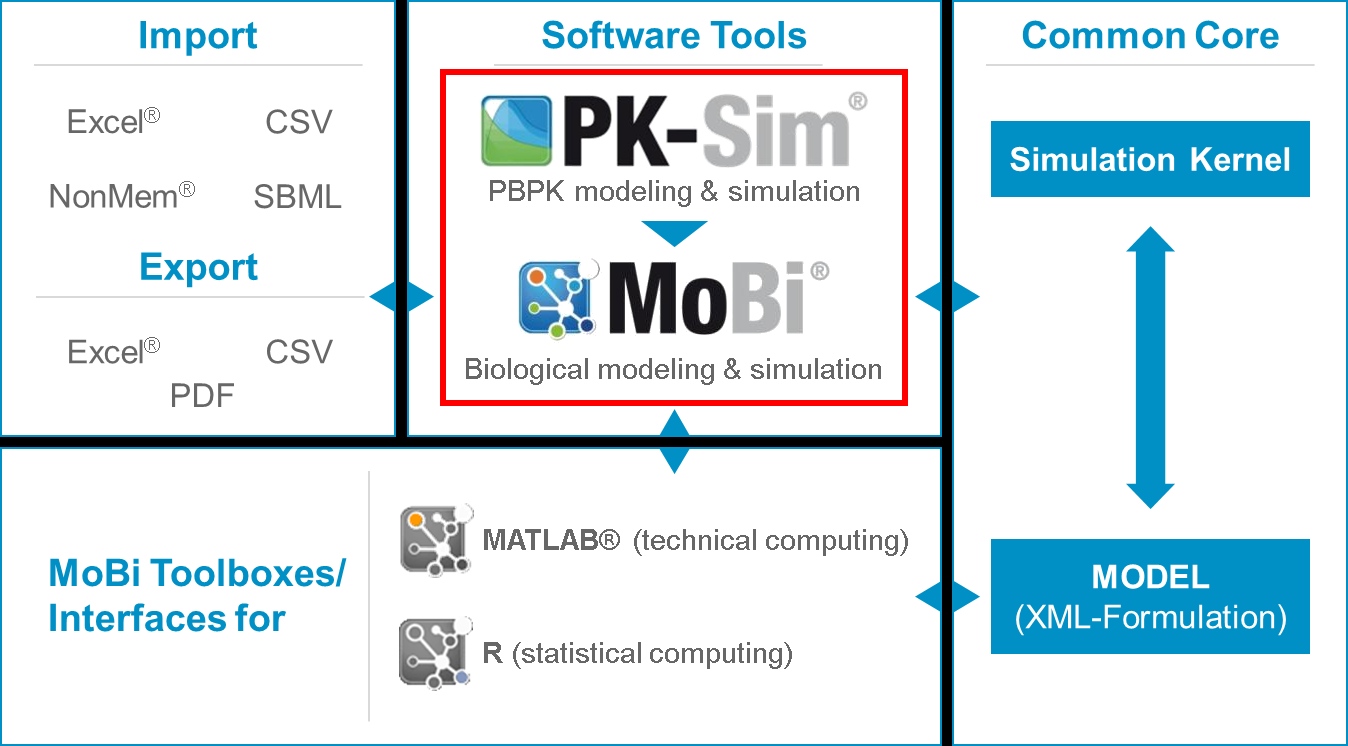 Import
Excel® CSV
NonMem® SBML
Export
Excel® CSV
PDF
Software Tools
PK-Sim®
PBPK modeling & simulation
MoBi®
Biological modeling & simulation
Common Core
Simulation Kernel
MODEL
(XML-Formulation)
MoBi Toolboxes/
Interfaces for
MATLAB® (technical computing)
R (statistical computing)